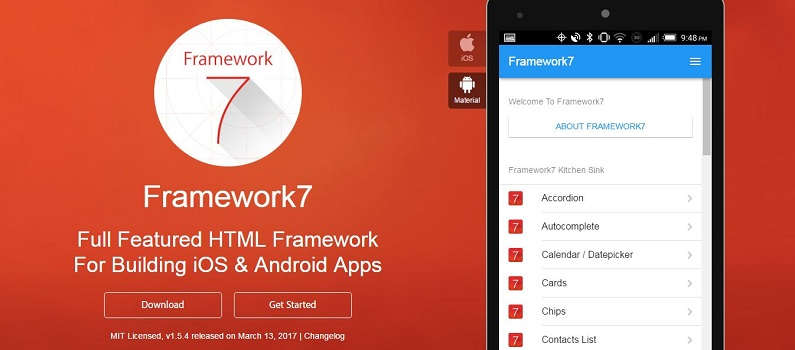 Framework
7
Framework7
Full Featured HTML Framework
For Building iOS & Android Apps
Download
Get Started
MIT Licensed, v1.5.4 released on March 13, 2017 | Changelog
iOS
Material
9:48 PM
Framework7
Welcome To Framework7
ABOUT FRAMEWORK7
Framework7 Kitchen Sink
7 Accordion
7 Autocomplete
7 Calendar / Datepicker
7 Cards
7 Chips
7 Contacts List